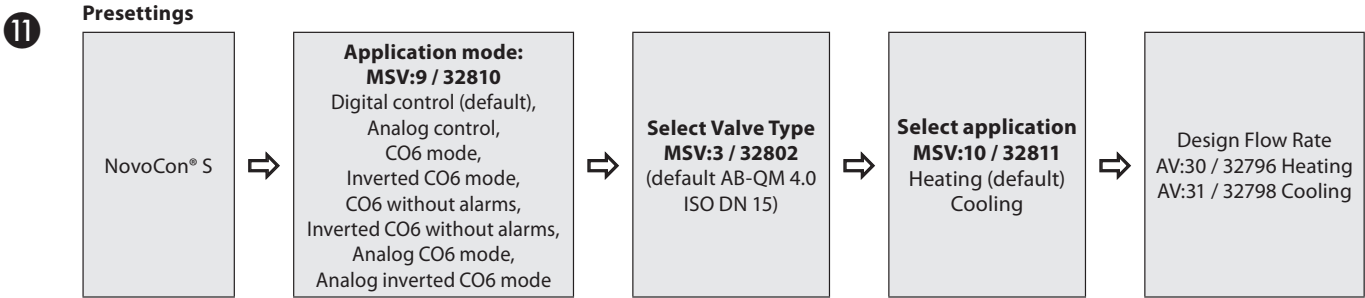 11
Presettings
NovoCon® S
Application mode:
MSV:9 / 32810
Digital control (default),
Analog control,
CO6 mode,
Inverted CO6 mode,
CO6 without alarms,
Inverted CO6 without alarms,
Analog CO6 mode,
Analog inverted CO6 mode
Select Valve Type
MSV:3 / 32802
(default AB-QM 4.0
ISO DN 15)
Select application
MSV:10 / 32811
Heating (default)
Cooling
Design Flow Rate
AV:30 / 32796 Heating
AV:31 / 32798 Cooling